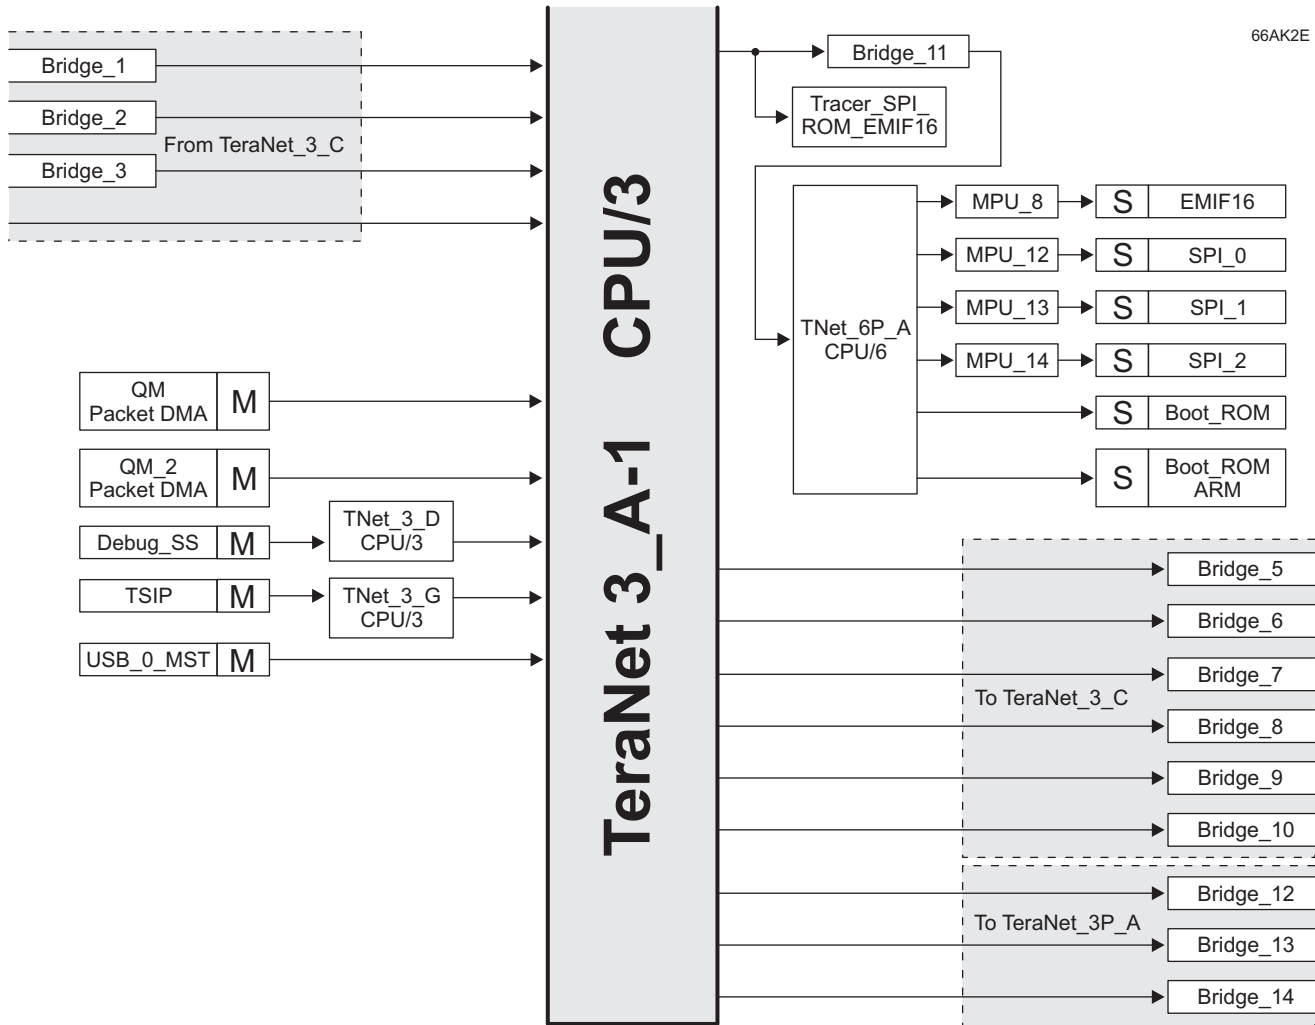 66AK2E
Bridge_1
Bridge_2
From TeraNet_3_C
Bridge_3
QM
Packet DMA
M
QM_2
Packet DMA
M
Debug_SS
M
TNet_3_D
CPU/3
TSIP
M
TNet_3_G
CPU/3
USB_0_MST
M
TeraNet 3_A-1 CPU/3
Bridge_11
Tracer_SPI_
ROM_EMIF16
TNet_6P_A
CPU/6
MPU_8
S
EMIF16
MPU_12
S
SPI_0
MPU_13
S
SPI_1
MPU_14
S
SPI_2
S
Boot_ROM
S
Boot_ROM
ARM
Bridge_5
Bridge_6
Bridge_7
To TeraNet_3_C
Bridge_8
Bridge_9
Bridge_10
Bridge_12
To TeraNet_3P_A
Bridge_13
Bridge_14